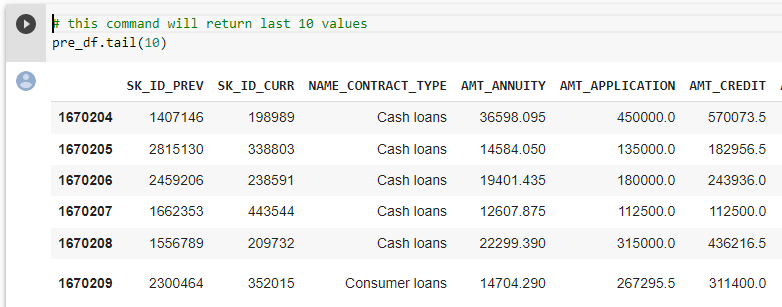 # this command will return last 10 values
pre_df.tail(10)
SK_ID_PREV SK_ID_CURR NAME_CONTRACT_TYPE AMT_ANNUITY AMT_APPLICATION AMT_CREDIT
1670204 1407146 198989 Cash loans 36598.095 450000.0 570073.5
1670205 2815130 338803 Cash loans 14584.050 135000.0 182956.5
1670206 2459206 238591 Cash loans 19401.435 180000.0 243936.0
1670207 1662353 443544 Cash loans 12607.875 112500.0 112500.0
1670208 1556789 209732 Cash loans 22299.390 315000.0 436216.5
1670209 2300464 352015 Consumer loans 14704.290 267295.5 311400.0